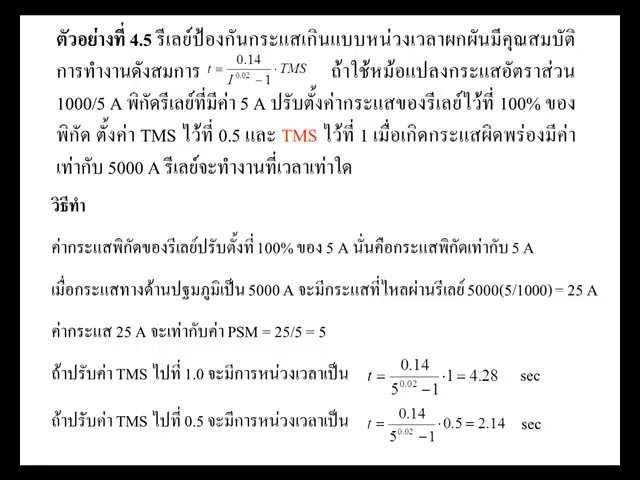 ตัวอย่างที่ 4.5 รีเลย์ป้องกันกระแสเกินแบบหน่วงเวลาผกผันมีคุณสมบัติ
การทำงานดังสมการ t = 0.14 / (I^0.02 − 1) · TMS ถ้าใช้หม้อแปลงกระแสอัตราส่วน
1000/5 A พิกัดรีเลย์ที่มีค่า 5 A ปรับตั้งค่ากระแสของรีเลย์ไว้ที่ 100% ของ
พิกัด ตั้งค่า TMS ไว้ที่ 0.5 และ TMS ไว้ที่ 1 เมื่อเกิดกระแสผิดพร่องมีค่า
เท่ากับ 5000 A รีเลย์จะทำงานที่เวลาเท่าใด
วิธีทำ
ค่ากระแสพิกัดของรีเลย์ปรับตั้งที่ 100% ของ 5 A นั่นคือกระแสพิกัดเท่ากับ 5 A
เมื่อกระแสทางด้านปฐมภูมิเป็น 5000 A จะมีกระแสที่ไหลผ่านรีเลย์ 5000(5/1000) = 25 A
ค่ากระแส 25 A จะเท่ากับค่า PSM = 25/5 = 5
ถ้าปรับค่า TMS ไปที่ 1.0 จะมีการหน่วงเวลาเป็น t = 0.14 / (5^0.02 − 1) · 1 = 4.28 sec
ถ้าปรับค่า TMS ไปที่ 0.5 จะมีการหน่วงเวลาเป็น t = 0.14 / (5^0.02 − 1) · 0.5 = 2.14 sec